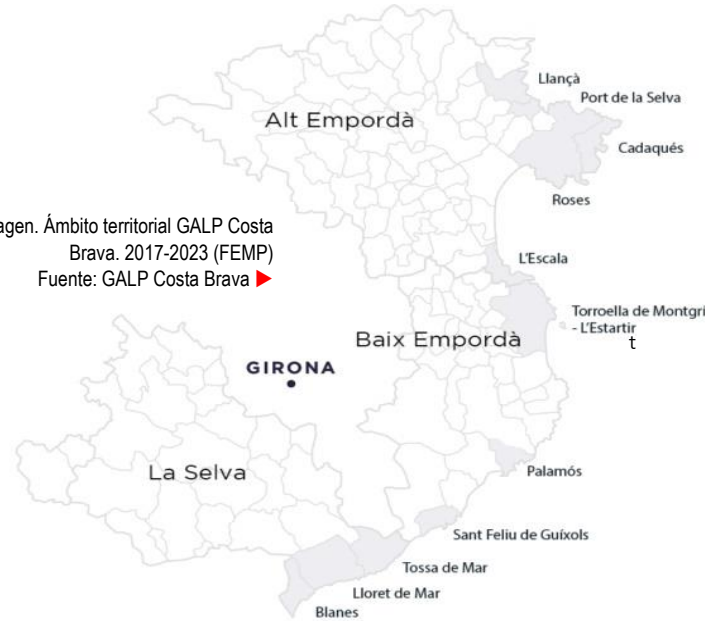 Llançà
Port de la Selva
Alt Empordà
Cadaqués
Roses
agen. Ámbito territorial GALP Costa
Brava. 2017-2023 (FEMP)
Fuente: GALP Costa Brava
L'Escala
Torroella de Montgrí
- L'Estartir
t
Baix Empordà
GIRONA
La Selva
Palamós
Sant Feliu de Guíxols
Tossa de Mar
Lloret de Mar
Blanes